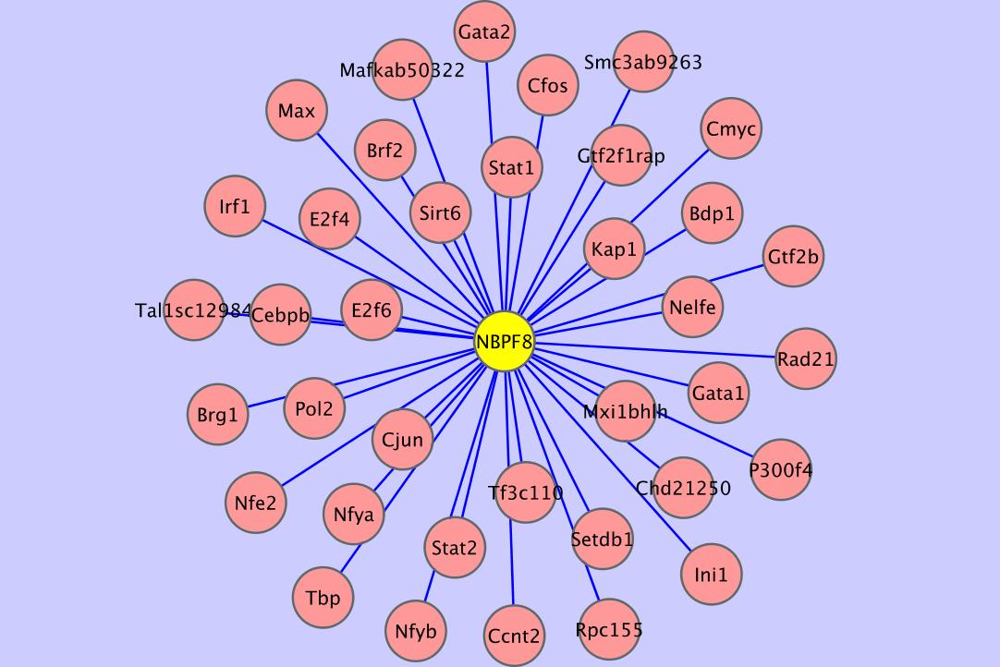 Gata2
Mafkab50322
Smc3ab9263
Cfos
Max
Cmyc
Brf2
Gtf2f1rap
Stat1
Irf1
E2f4
Sirt6
Bdp1
Kap1
Gtf2b
Tal1sc12984
Cebpb
E2f6
Nelfe
NBPF8
Rad21
Brg1
Pol2
Gata1
Mxi1bhlh
Cjun
P300f4
Chd21250
Nfe2
Nfya
Tf3c110
Setdb1
Stat2
Ini1
Tbp
Nfyb
Ccnt2
Rpc155